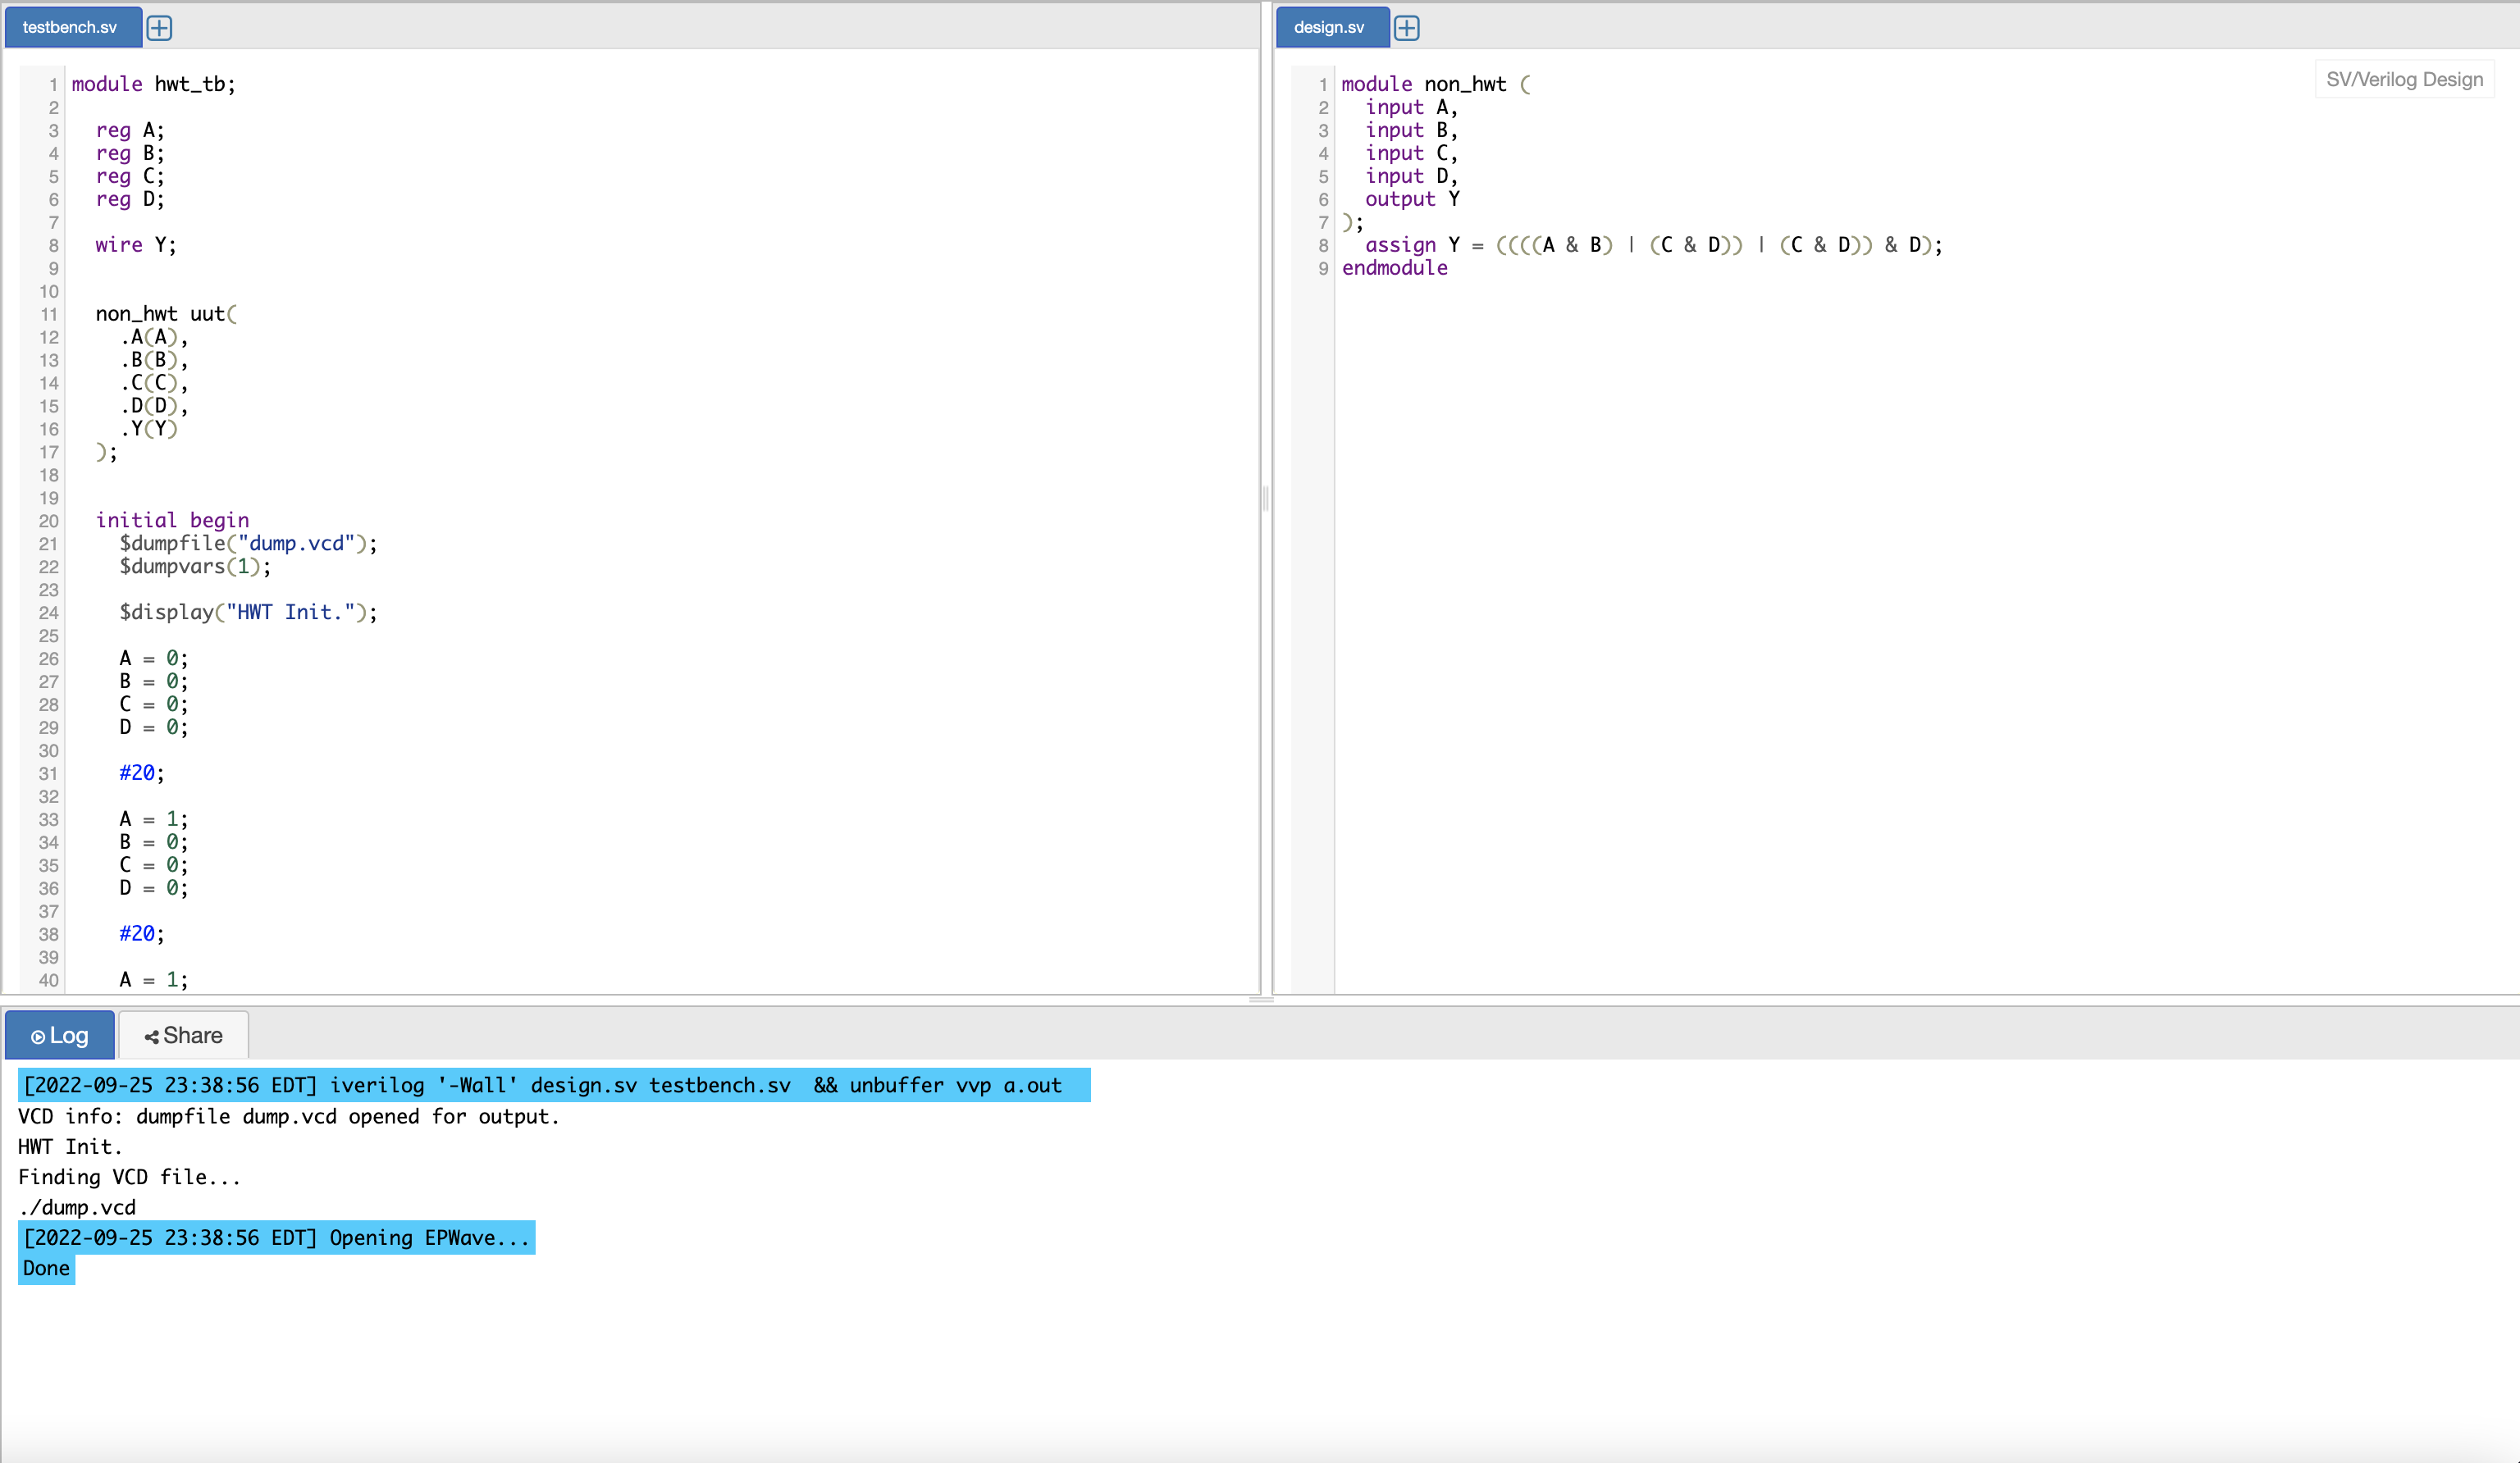 testbench.sv
1 module hwt_tb;
2
3 reg A;
4 reg B;
5 reg C;
6 reg D;
7
8 wire Y;
9
10
11 non_hwt uut(
12 .A(A),
13 .B(B),
14 .C(C),
15 .D(D),
16 .Y(Y)
17 );
18
19
20 initial begin
21 $dumpfile("dump.vcd");
22 $dumpvars(1);
23
24 $display("HWT Init.");
25
26 A = 0;
27 B = 0;
28 C = 0;
29 D = 0;
30
31 #20;
32
33 A = 1;
34 B = 0;
35 C = 0;
36 D = 0;
37
38 #20;
39
40 A = 1;
design.sv
SV/Verilog Design
1 module non_hwt (
2 input A,
3 input B,
4 input C,
5 input D,
6 output Y
7 );
8 assign Y = ((((A & B) | (C & D)) | (C & D)) & D);
9 endmodule
Log
Share
[2022-09-25 23:38:56 EDT] iverilog '-Wall' design.sv testbench.sv  && unbuffer vvp a.out
VCD info: dumpfile dump.vcd opened for output.
HWT Init.
Finding VCD file...
./dump.vcd
[2022-09-25 23:38:56 EDT] Opening EPWave...
Done